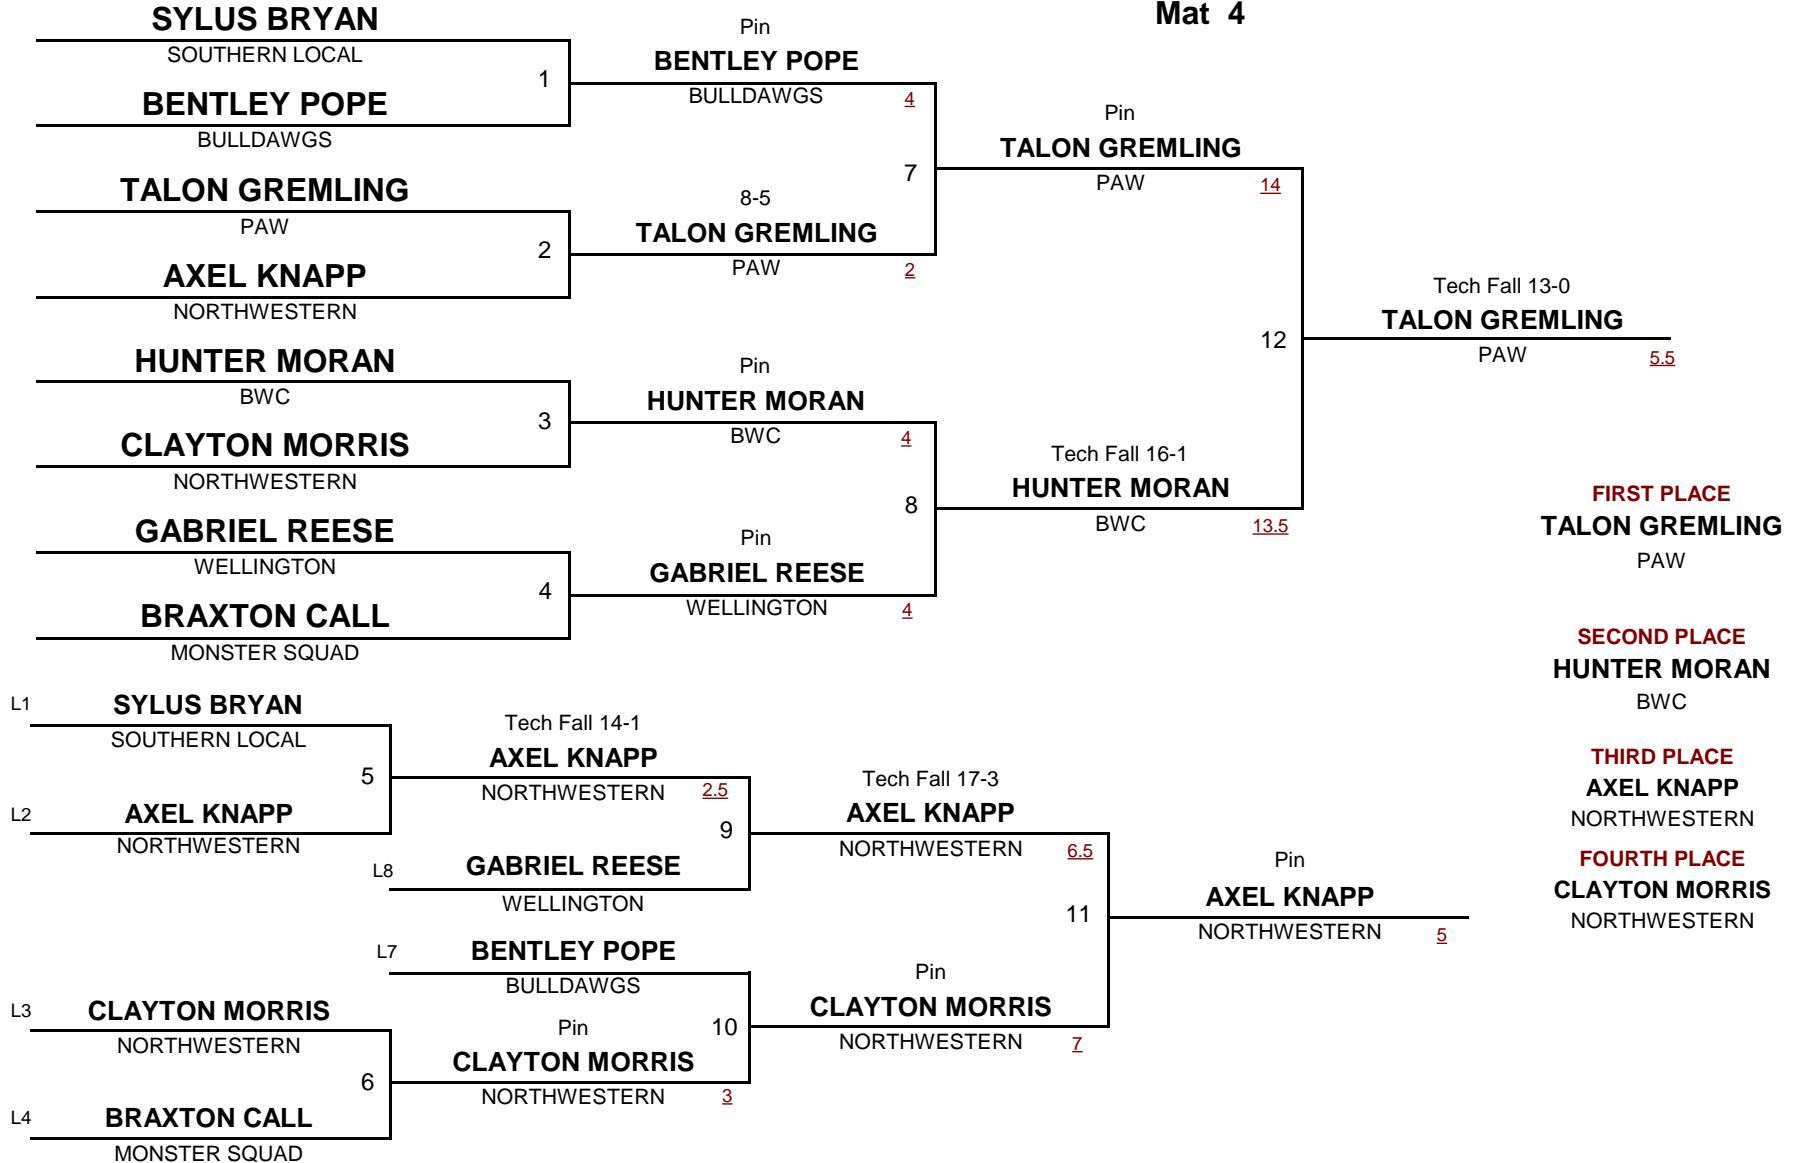 Mat 4
SYLUS BRYAN
SOUTHERN LOCAL
1
BENTLEY POPE
BULLDAWGS
TALON GREMLING
PAW
2
AXEL KNAPP
NORTHWESTERN
HUNTER MORAN
BWC
3
CLAYTON MORRIS
NORTHWESTERN
GABRIEL REESE
WELLINGTON
4
BRAXTON CALL
MONSTER SQUAD
Pin
BENTLEY POPE
BULLDAWGS 4
7
8-5
TALON GREMLING
PAW 2
Pin
HUNTER MORAN
BWC 4
8
Pin
GABRIEL REESE
WELLINGTON 4
Pin
TALON GREMLING
PAW 14
12
Tech Fall 16-1
HUNTER MORAN
BWC 13.5
Tech Fall 13-0
TALON GREMLING
PAW 5.5
FIRST PLACE
TALON GREMLING
PAW
SECOND PLACE
HUNTER MORAN
BWC
THIRD PLACE
AXEL KNAPP
NORTHWESTERN
FOURTH PLACE
CLAYTON MORRIS
NORTHWESTERN
L1 SYLUS BRYAN
SOUTHERN LOCAL
5
L2 AXEL KNAPP
NORTHWESTERN
L3 CLAYTON MORRIS
NORTHWESTERN
6
L4 BRAXTON CALL
MONSTER SQUAD
Tech Fall 14-1
AXEL KNAPP
NORTHWESTERN 2.5
9
L8 GABRIEL REESE
WELLINGTON
L7 BENTLEY POPE
BULLDAWGS
10
Pin
CLAYTON MORRIS
NORTHWESTERN 3
Tech Fall 17-3
AXEL KNAPP
NORTHWESTERN 6.5
11
Pin
CLAYTON MORRIS
NORTHWESTERN 7
Pin
AXEL KNAPP
NORTHWESTERN 5